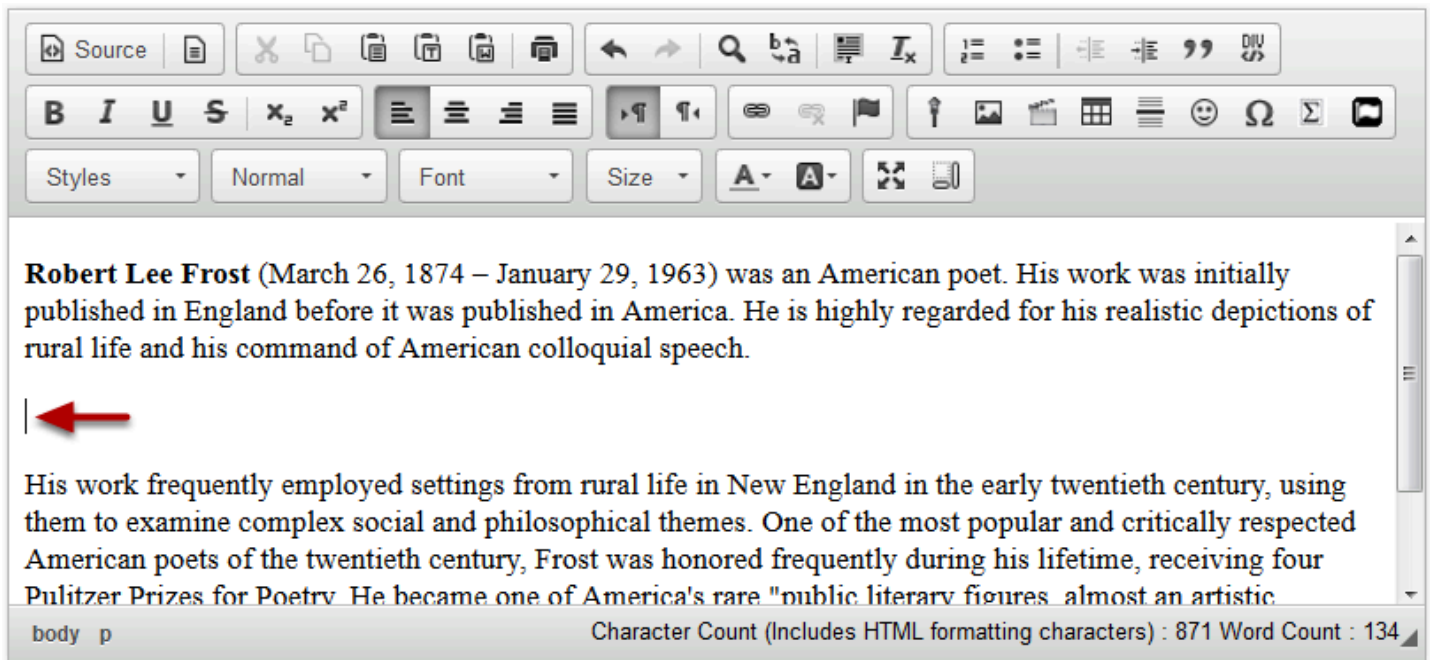 Source
Styles Normal Font Size
Robert Lee Frost (March 26, 1874 – January 29, 1963) was an American poet. His work was initially
published in England before it was published in America. He is highly regarded for his realistic depictions of
rural life and his command of American colloquial speech.
His work frequently employed settings from rural life in New England in the early twentieth century, using
them to examine complex social and philosophical themes. One of the most popular and critically respected
American poets of the twentieth century, Frost was honored frequently during his lifetime, receiving four
Pulitzer Prizes for Poetry. He became one of America's rare "public literary figures, almost an artistic
body p Character Count (Includes HTML formatting characters) : 871 Word Count : 134